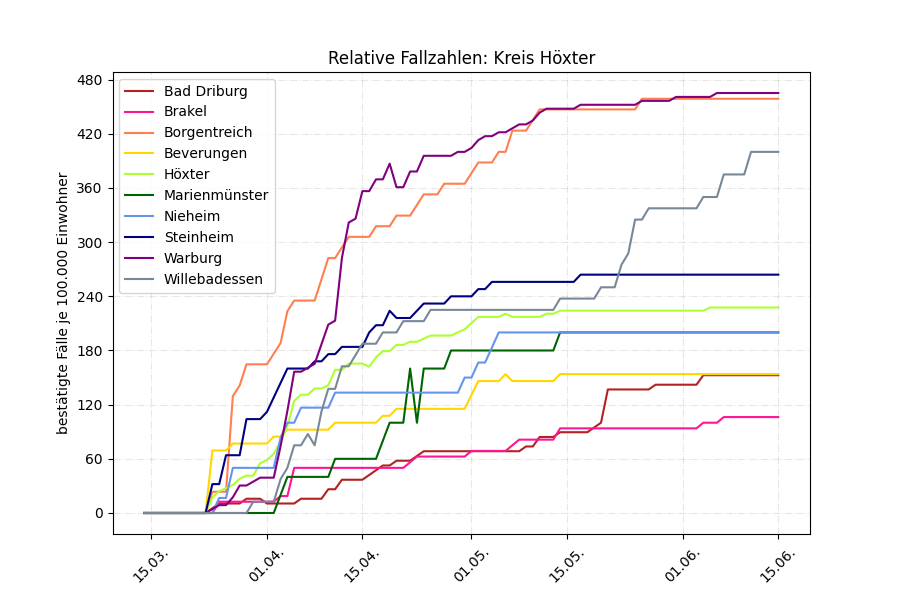 Relative Fallzahlen: Kreis Höxter
bestätigte Fälle je 100.000 Einwohner
480
420
360
300
240
180
120
60
0
Bad Driburg
Brakel
Borgentreich
Beverungen
Höxter
Marienmünster
Nieheim
Steinheim
Warburg
Willebadessen
15.03.
01.04.
15.04.
01.05.
15.05.
01.06.
15.06.